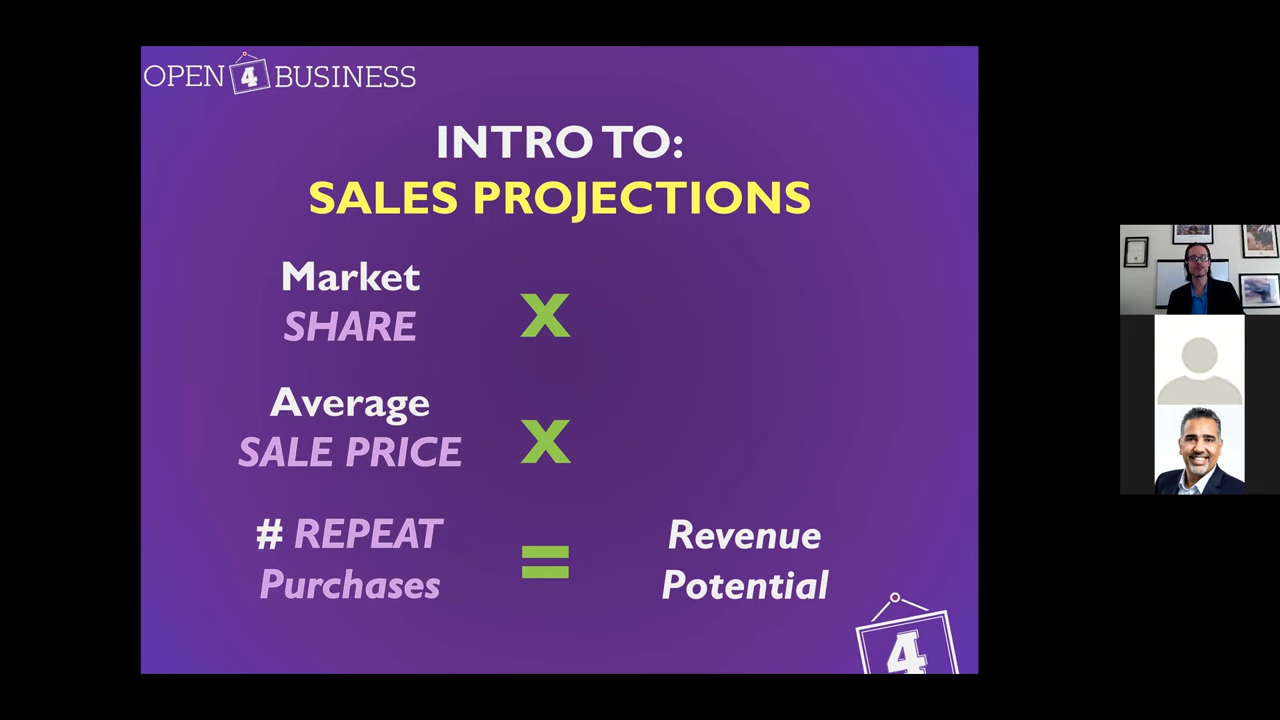 OPEN 4 BUSINESS
INTRO TO:
SALES PROJECTIONS
Market
SHARE
X
Average
SALE PRICE
X
# REPEAT
Purchases
=
Revenue
Potential
4